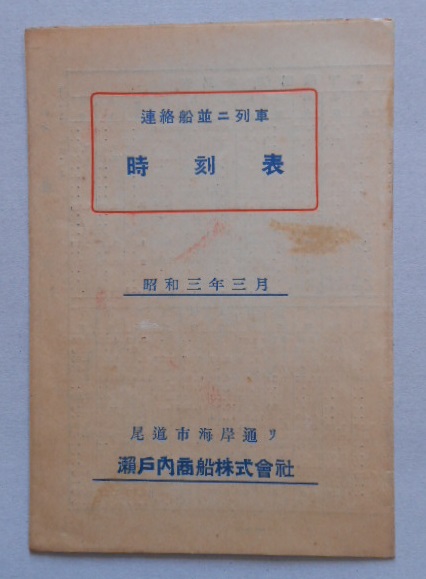 連絡船並ニ列車
時刻表
昭和三年三月
尾道市海岸通リ
瀬戸内商船株式會社